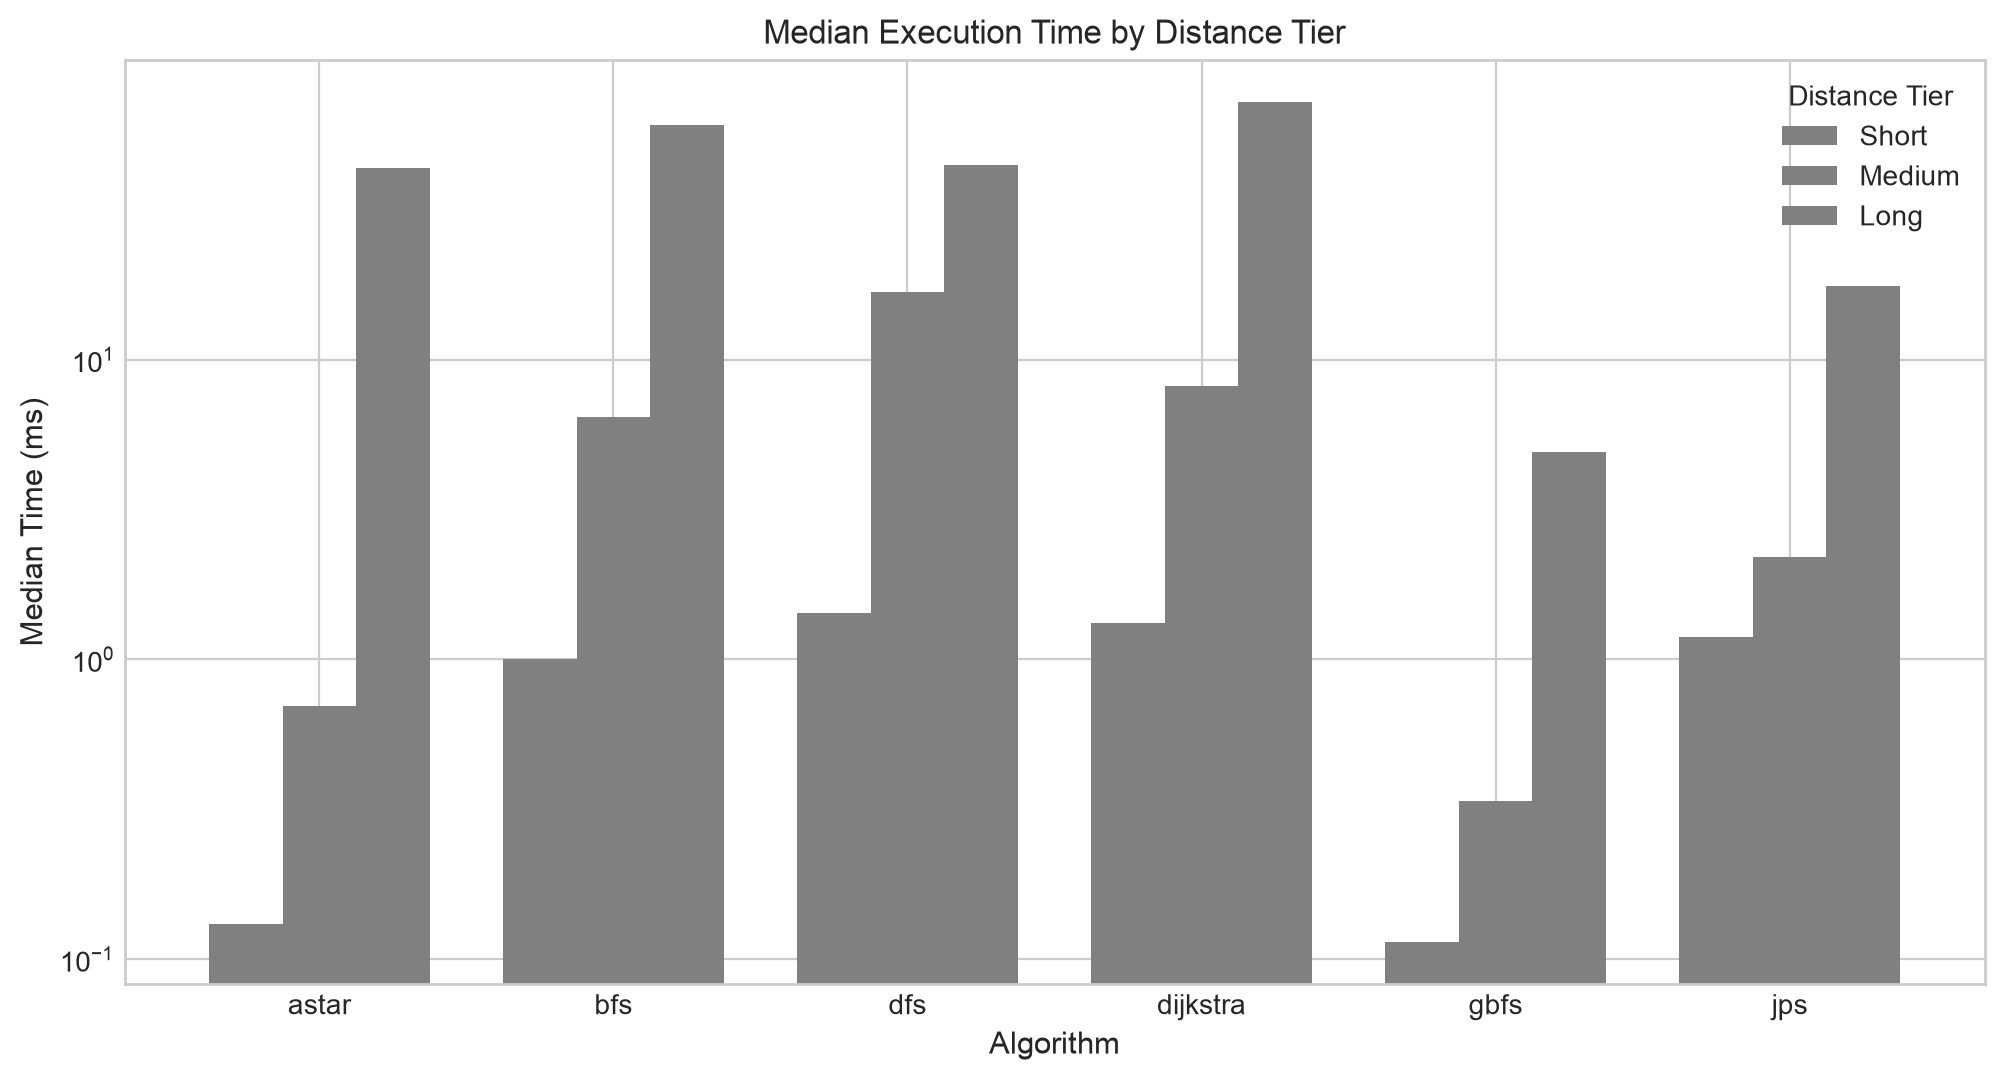 Median Execution Time by Distance Tier
Distance Tier
Short
Medium
Long
Median Time (ms)
10¹
10⁰
10⁻¹
astar
bfs
dfs
dijkstra
gbfs
jps
Algorithm